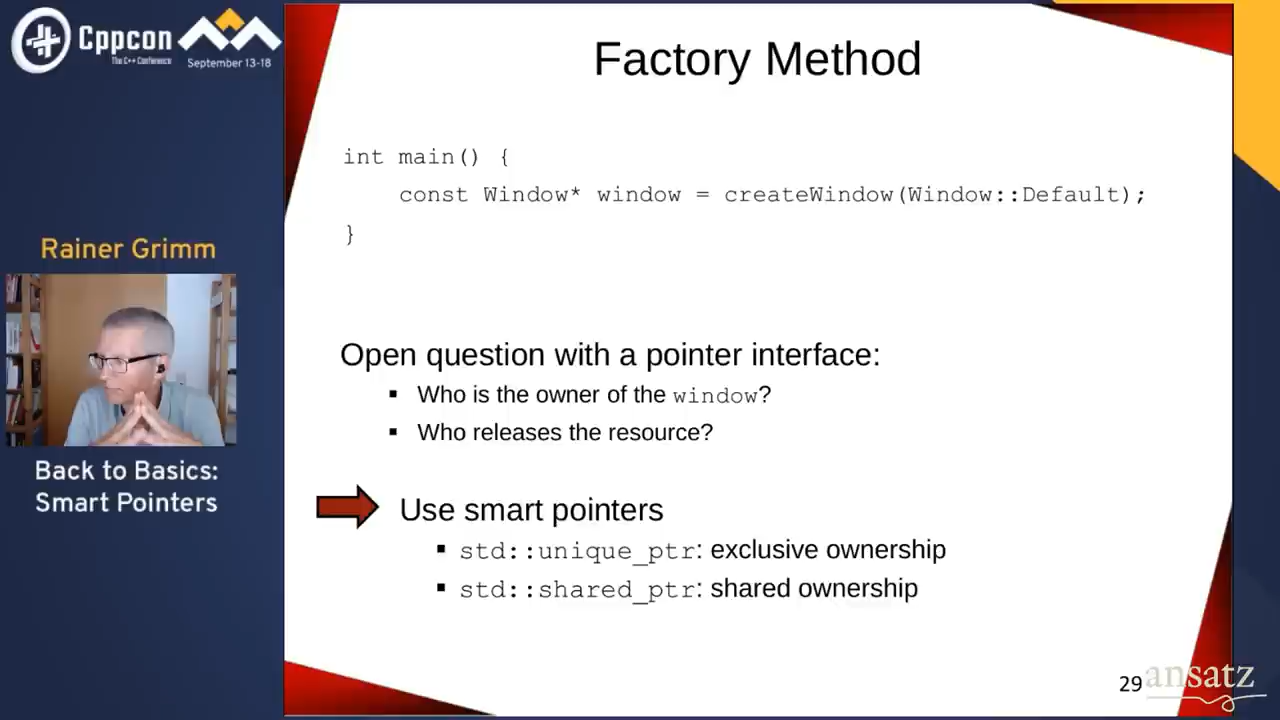 Cppcon
The C++ Conference
September 13-18
Rainer Grimm
Back to Basics:
Smart Pointers
Factory Method
int main() {
    const Window* window = createWindow(Window::Default);
}
Open question with a pointer interface:
▪ Who is the owner of the window?
▪ Who releases the resource?
Use smart pointers
▪ std::unique_ptr: exclusive ownership
▪ std::shared_ptr: shared ownership
29
ansatz